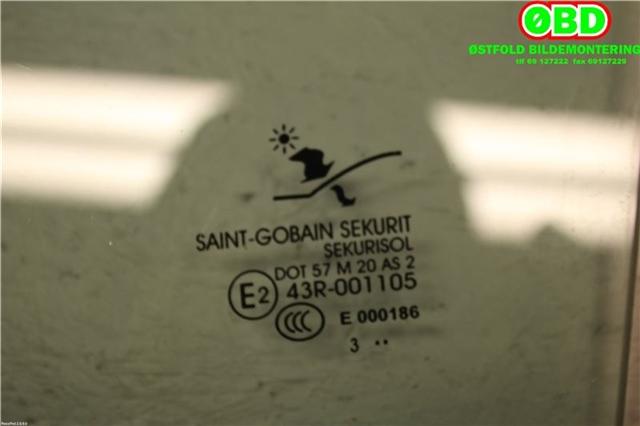 ØBD
ØSTFOLD BILDEMONTERING
tlf 69 127222 fax 69127229
SAINT-GOBAIN SEKURIT
SEKURISOL
DOT 57 M 20 AS 2
E2 43R-001105
CCC E 000186
3 ..